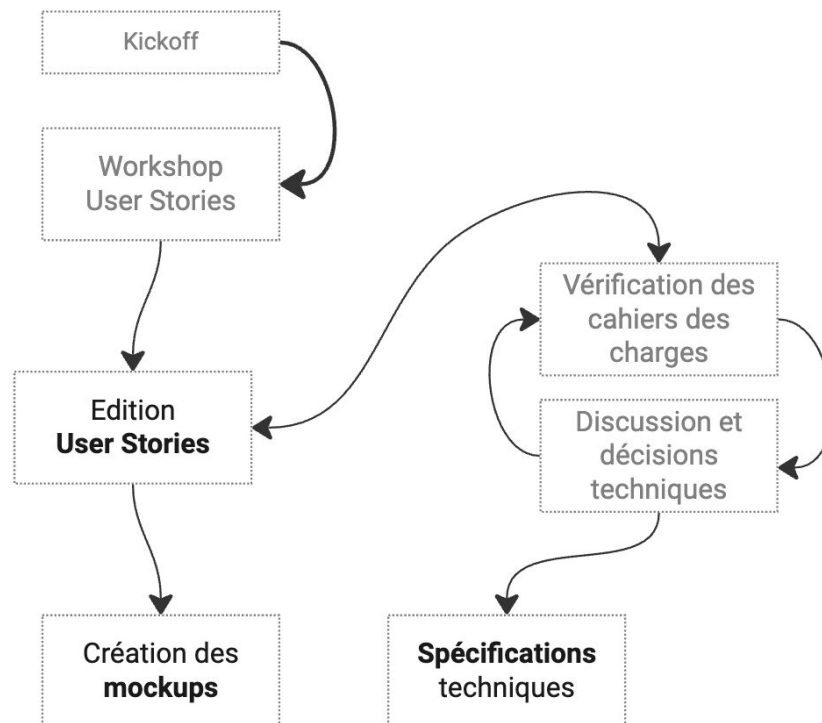 Kickoff
Workshop
User Stories
Vérification des
cahiers des
charges
Edition
User Stories
Discussion et
décisions
techniques
Création des
mockups
Spécifications
techniques